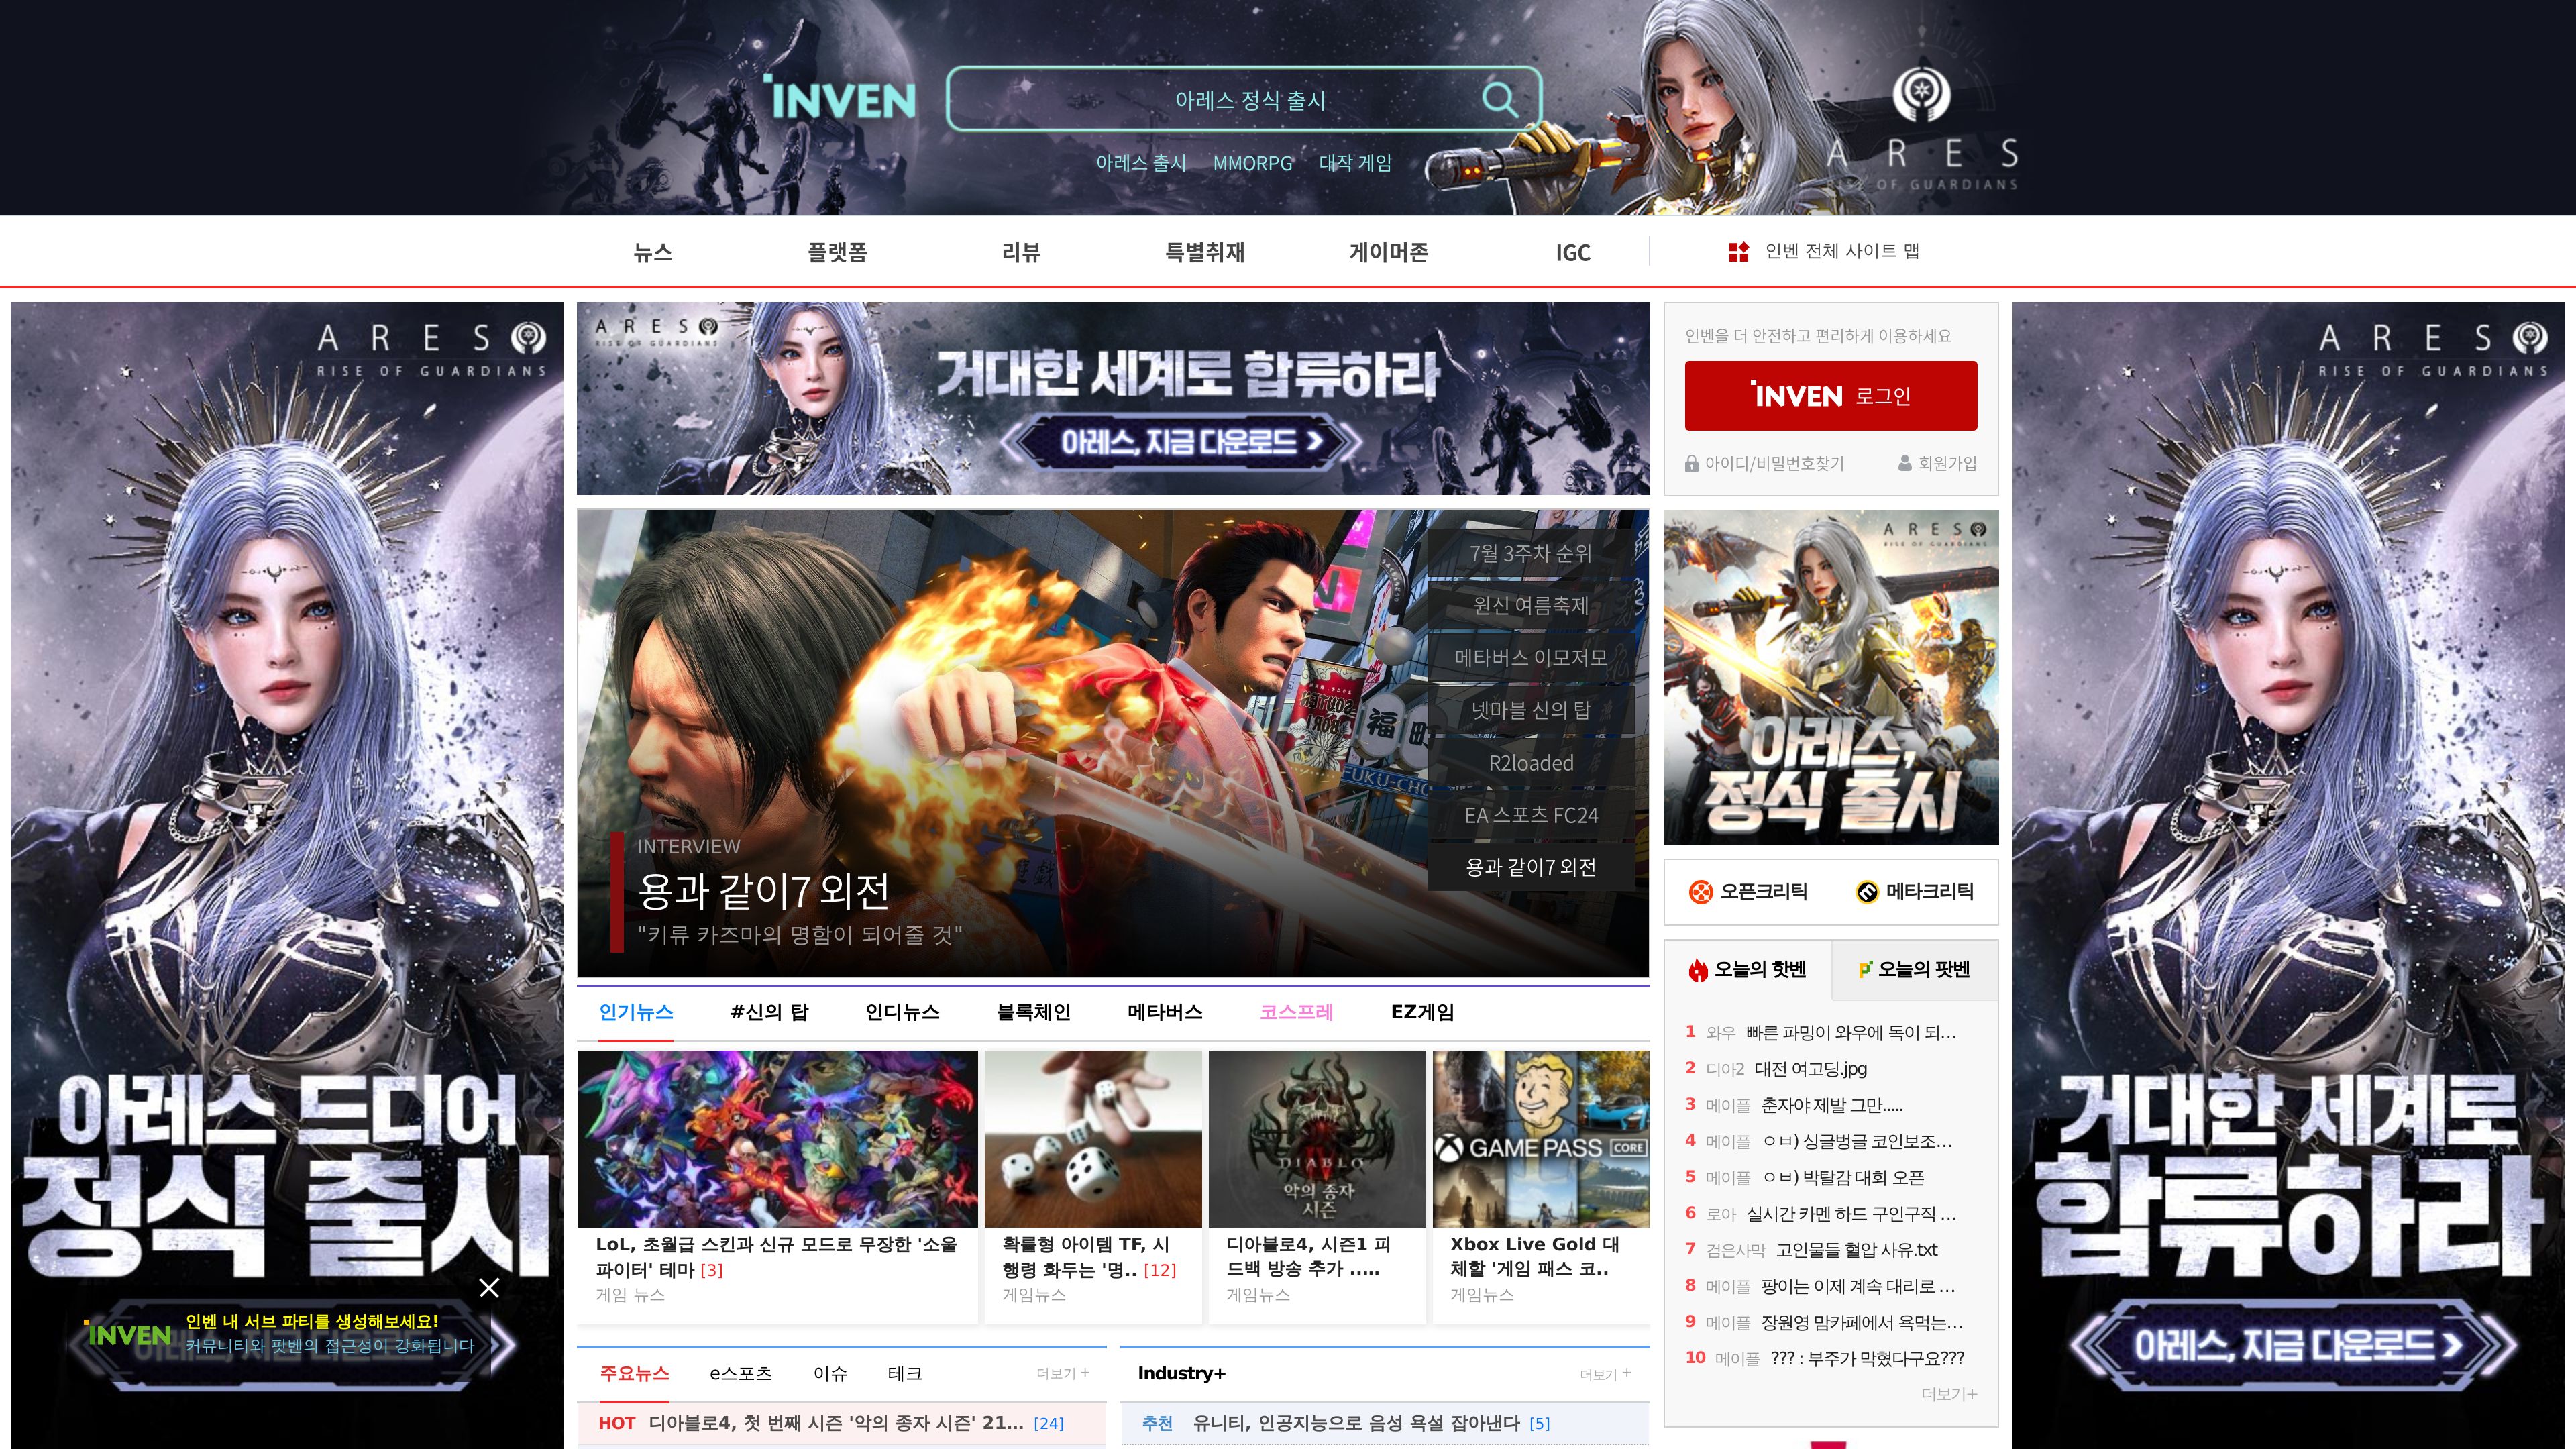 INVEN
아레스 정식 출시
아레스 출시 MMORPG 대작 게임
ARES
RISE OF GUARDIANS
뉴스 플랫폼 리뷰 특별취재 게이머존 IGC 인벤 전체 사이트 맵
ARES
RISE OF GUARDIANS
아레스 드디어
정식 출시
인벤 내 서브 파티를 생성해보세요!
INVEN
커뮤니티와 팟벤의 접근성이 강화됩니다
ARES
RISE OF GUARDIANS
거대한 세계로 합류하라
아레스, 지금 다운로드 >
7월 3주차 순위
원신 여름축제
메타버스 이모저모
넷마블 신의 탑
R2loaded
EA 스포츠 FC24
용과 같이7 외전
FUKU-CHO
INTERVIEW
용과 같이7 외전
"키류 카즈마의 명함이 되어줄 것"
인기뉴스 #신의 탑 인디뉴스 블록체인 메타버스 코스프레 EZ게임
DIABLO
악의 종자
시즌
GAME PASS CORE
LoL, 초월급 스킨과 신규 모드로 무장한 '소울
파이터' 테마 [3]
게임 뉴스
확률형 아이템 TF, 시
행령 화두는 '명.. [12]
게임뉴스
디아블로4, 시즌1 피
드백 방송 추가 .....
게임뉴스
Xbox Live Gold 대
체할 '게임 패스 코..
게임뉴스
주요뉴스 e스포츠 이슈 테크 더보기 +
HOT 디아블로4, 첫 번째 시즌 '악의 종자 시즌' 21... [24]
Industry+ 더보기 +
추천 유니티, 인공지능으로 음성 욕설 잡아낸다 [5]
인벤을 더 안전하고 편리하게 이용하세요
INVEN 로그인
아이디/비밀번호찾기 회원가입
ARES
RISE OF GUARDIANS
아레스,
정식 출시
오픈크리틱 메타크리틱
오늘의 핫벤 오늘의 팟벤
1 와우 빠른 파밍이 와우에 독이 되...
2 디아2 대전 여고딩.jpg
3 메이플 춘자야 제발 그만.....
4 메이플 ㅇㅂ) 싱글벙글 코인보조...
5 메이플 ㅇㅂ) 박탈감 대회 오픈
6 로아 실시간 카멘 하드 구인구직 ...
7 검은사막 고인물들 혈압 사유.txt
8 메이플 팡이는 이제 계속 대리로 ...
9 메이플 장원영 맘카페에서 욕먹는...
10 메이플 ??? : 부주가 막혔다구요???
더보기+
ARES
RISE OF GUARDIANS
거대한 세계로
합류하라
아레스, 지금 다운로드 >